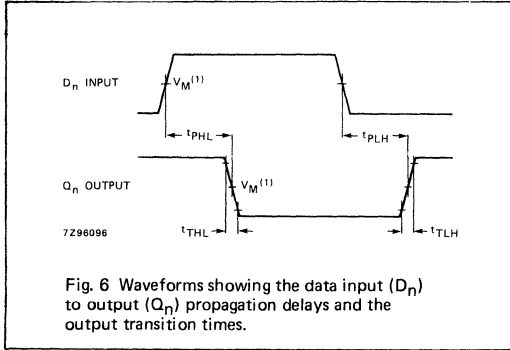 Dn INPUT
VM(1)
tPHL
tPLH
Qn OUTPUT
VM(1)
7Z96096
tTHL
tTLH
Fig. 6 Waveforms showing the data input (Dn)
to output (Qn) propagation delays and the
output transition times.